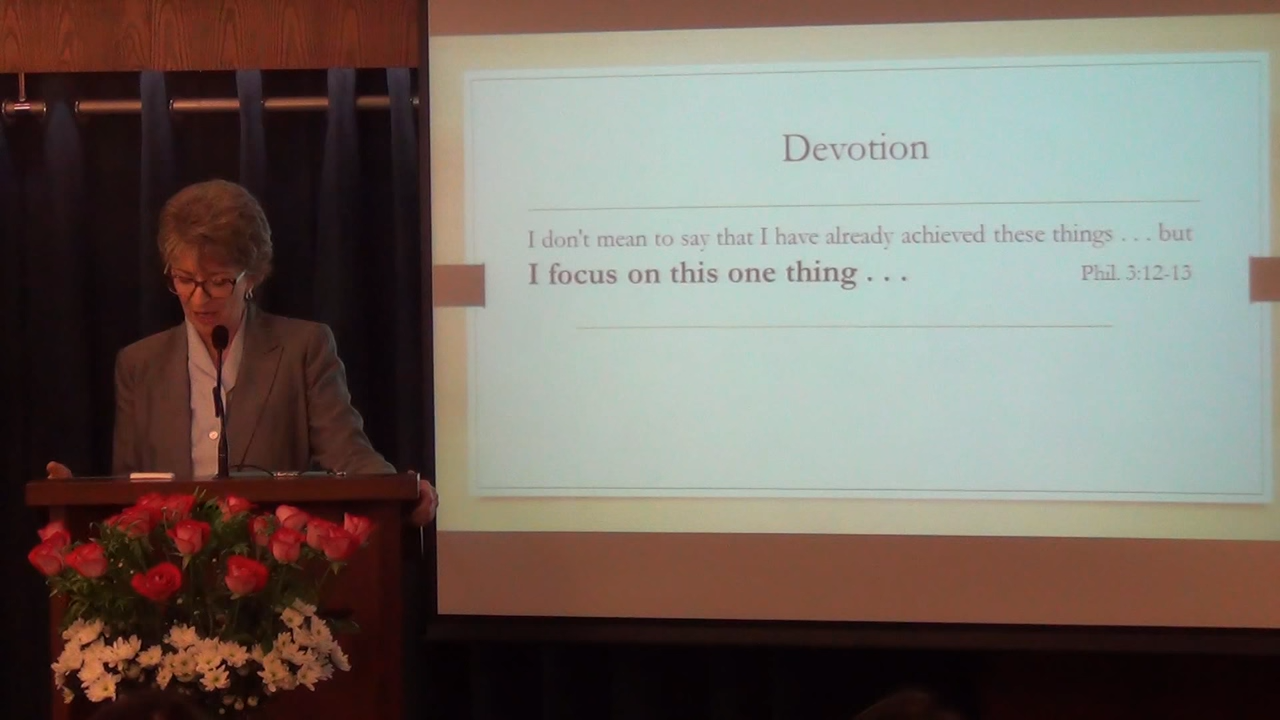 Devotion
I don't mean to say that I have already achieved these things . . . but
I focus on this one thing . . . Phil. 3:12-13